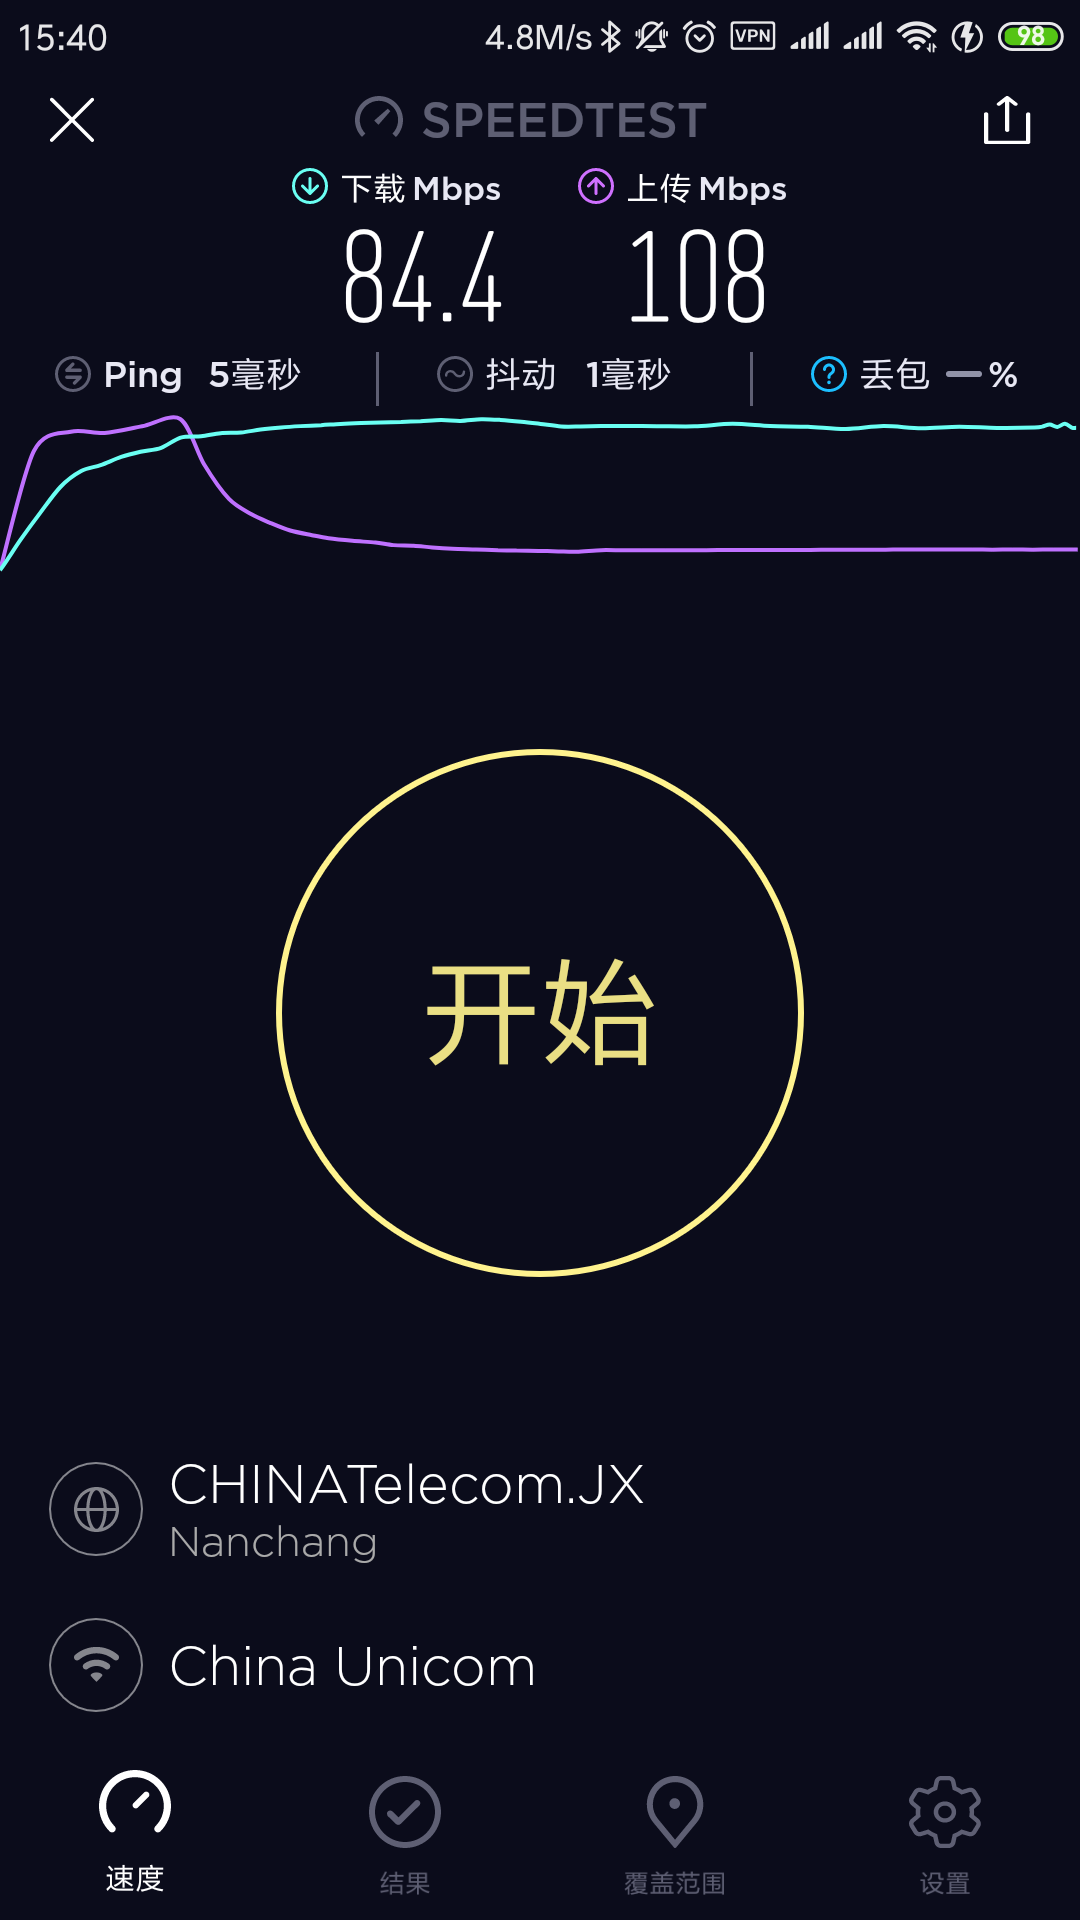 15:40 4.8M/s VPN 98
SPEEDTEST
下载 Mbps 上传 Mbps
84.4 108
Ping 5毫秒 抖动 1毫秒 ? 丢包 —%
开始
CHINATelecom.JX
Nanchang
China Unicom
速度 结果 覆盖范围 设置